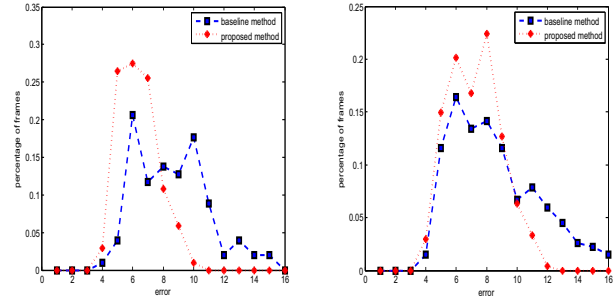 0.35
0.3
0.25
0.2
0.15
0.1
0.05
0
0 2 4 6 8 10 12 14 16
error
percentage of frames
baseline method
proposed method
0.25
0.2
0.15
0.1
0.05
0
0 2 4 6 8 10 12 14 16
error
percentage of frames
baseline method
proposed method